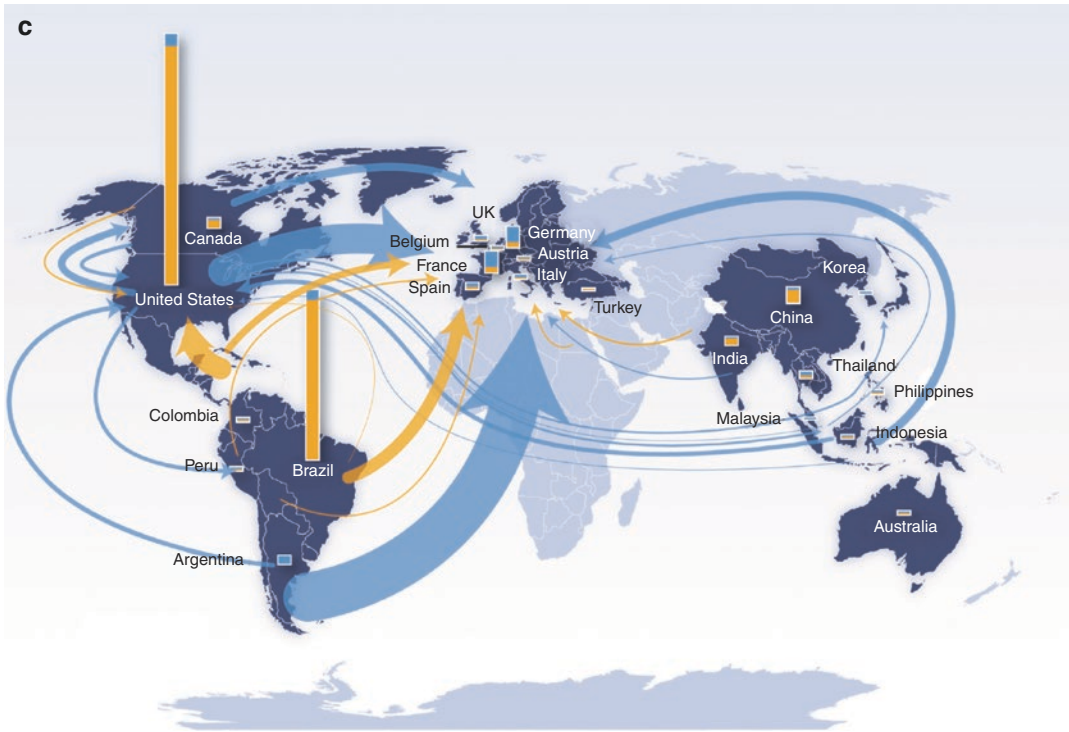 c
UK
Germany
Canada
Belgium
Austria
France
Italy
Korea
Spain
United States
Turkey
China
India
Thailand
Philippines
Colombia
Malaysia
Indonesia
Peru
Brazil
Australia
Argentina